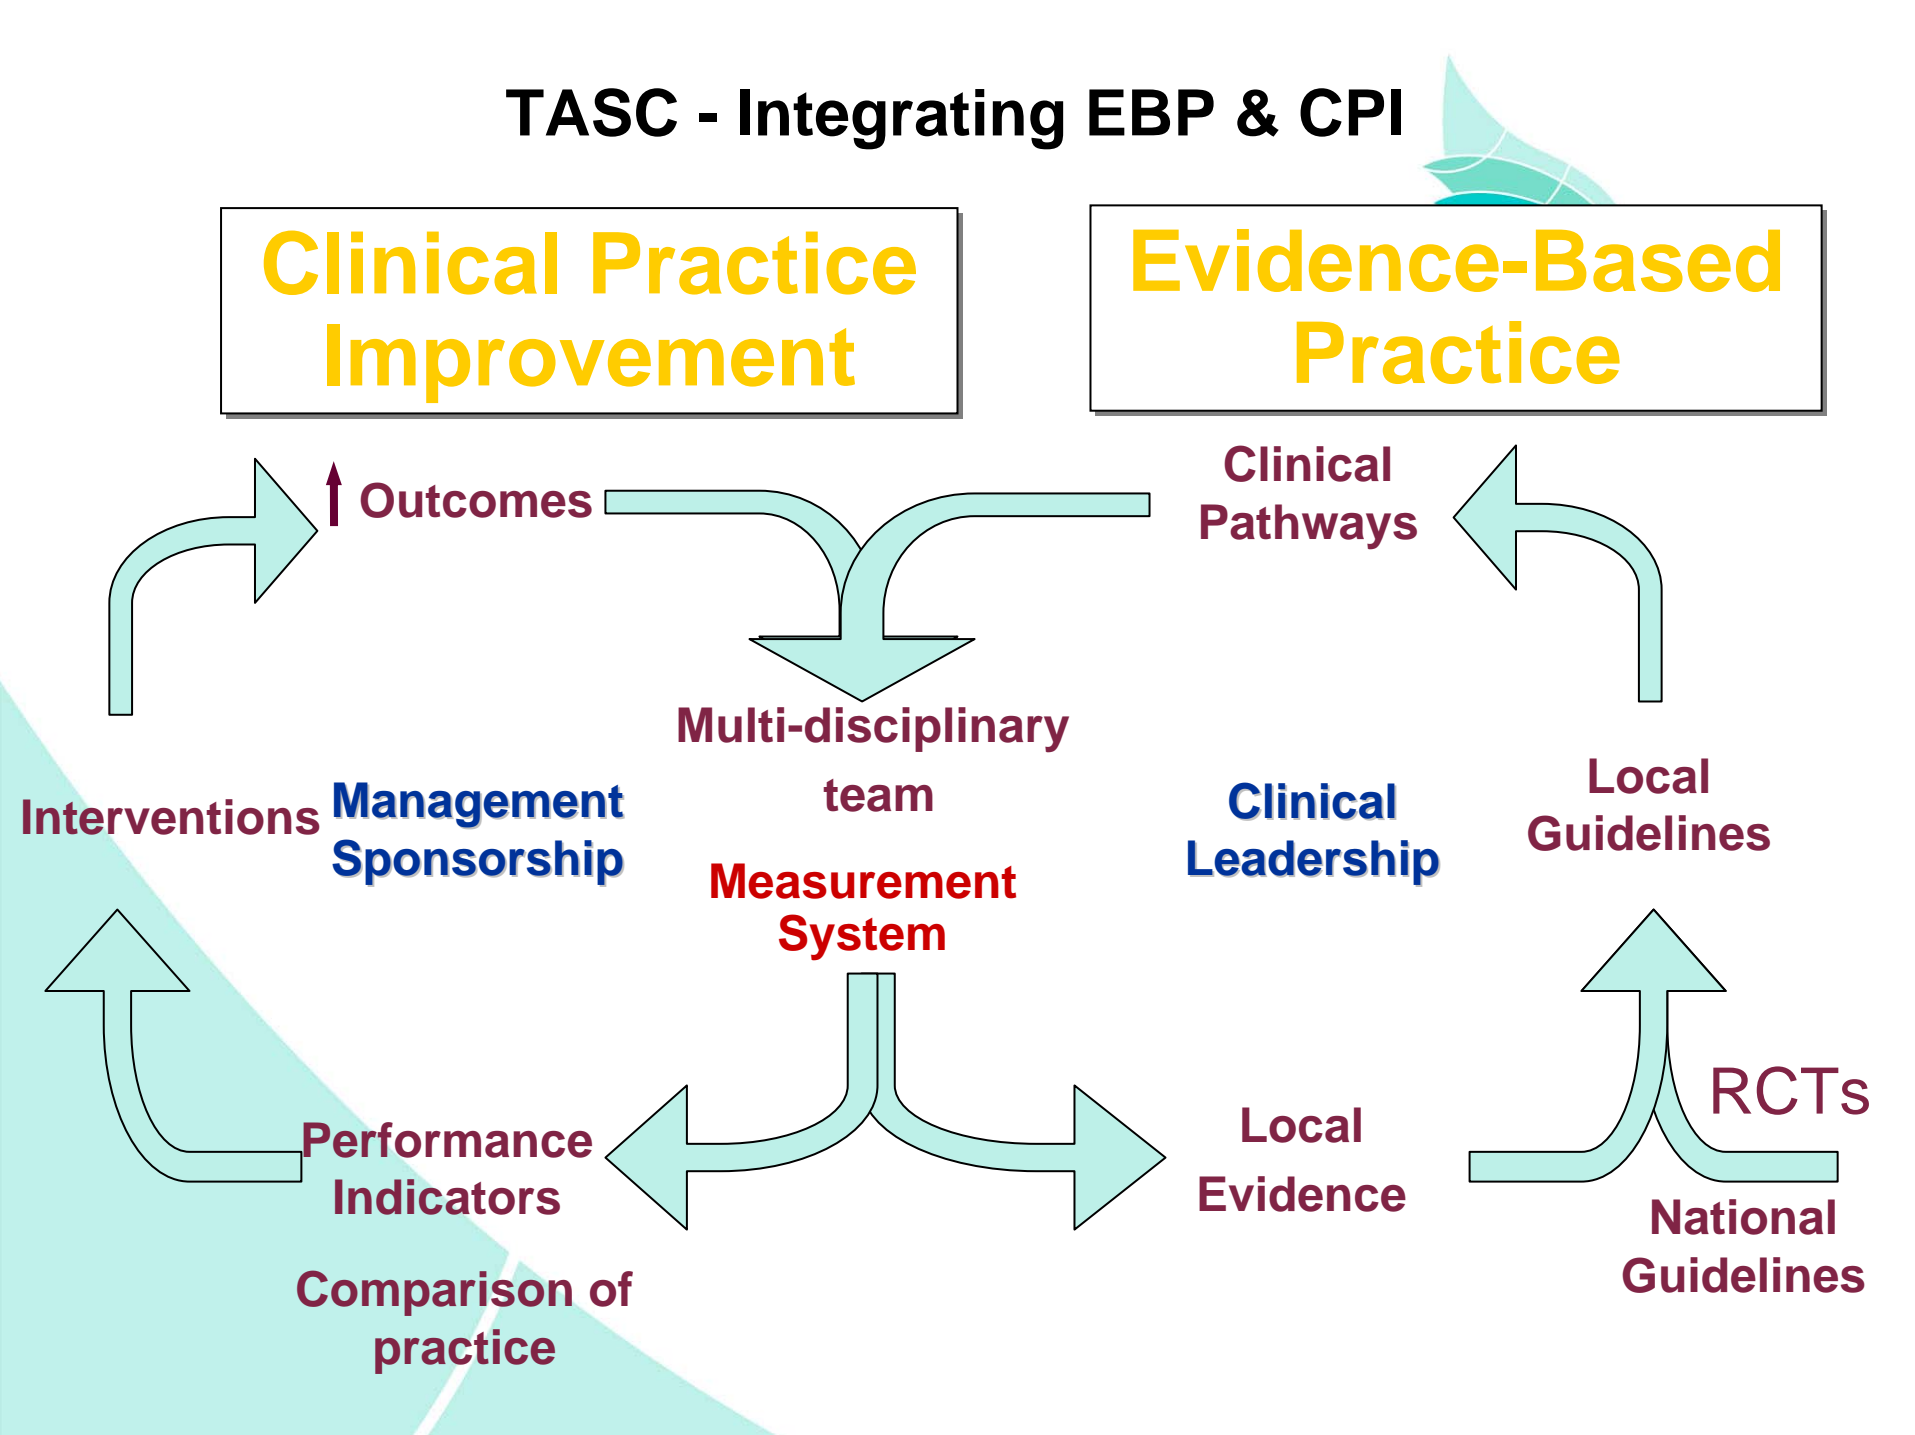 TASC - Integrating EBP & CPI
Clinical Practice
Improvement
Evidence-Based
Practice
Outcomes
Clinical
Pathways
Multi-disciplinary
team
Interventions
Management
Sponsorship
Measurement
System
Clinical
Leadership
Local
Guidelines
Performance
Indicators
Comparison of
practice
Local
Evidence
RCTs
National
Guidelines